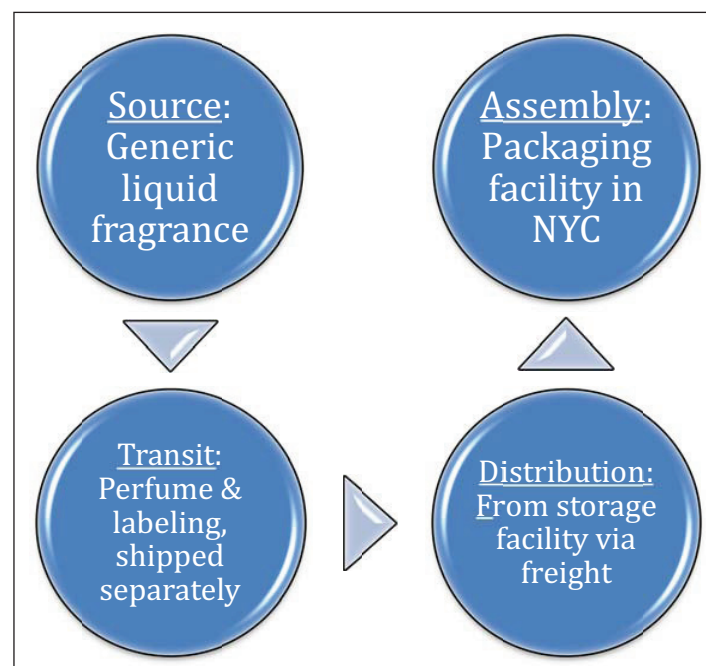 Source:
Generic
liquid
fragrance
Transit:
Perfume &
labeling,
shipped
separately
Distribution:
From storage
facility via
freight
Assembly:
Packaging
facility in
NYC